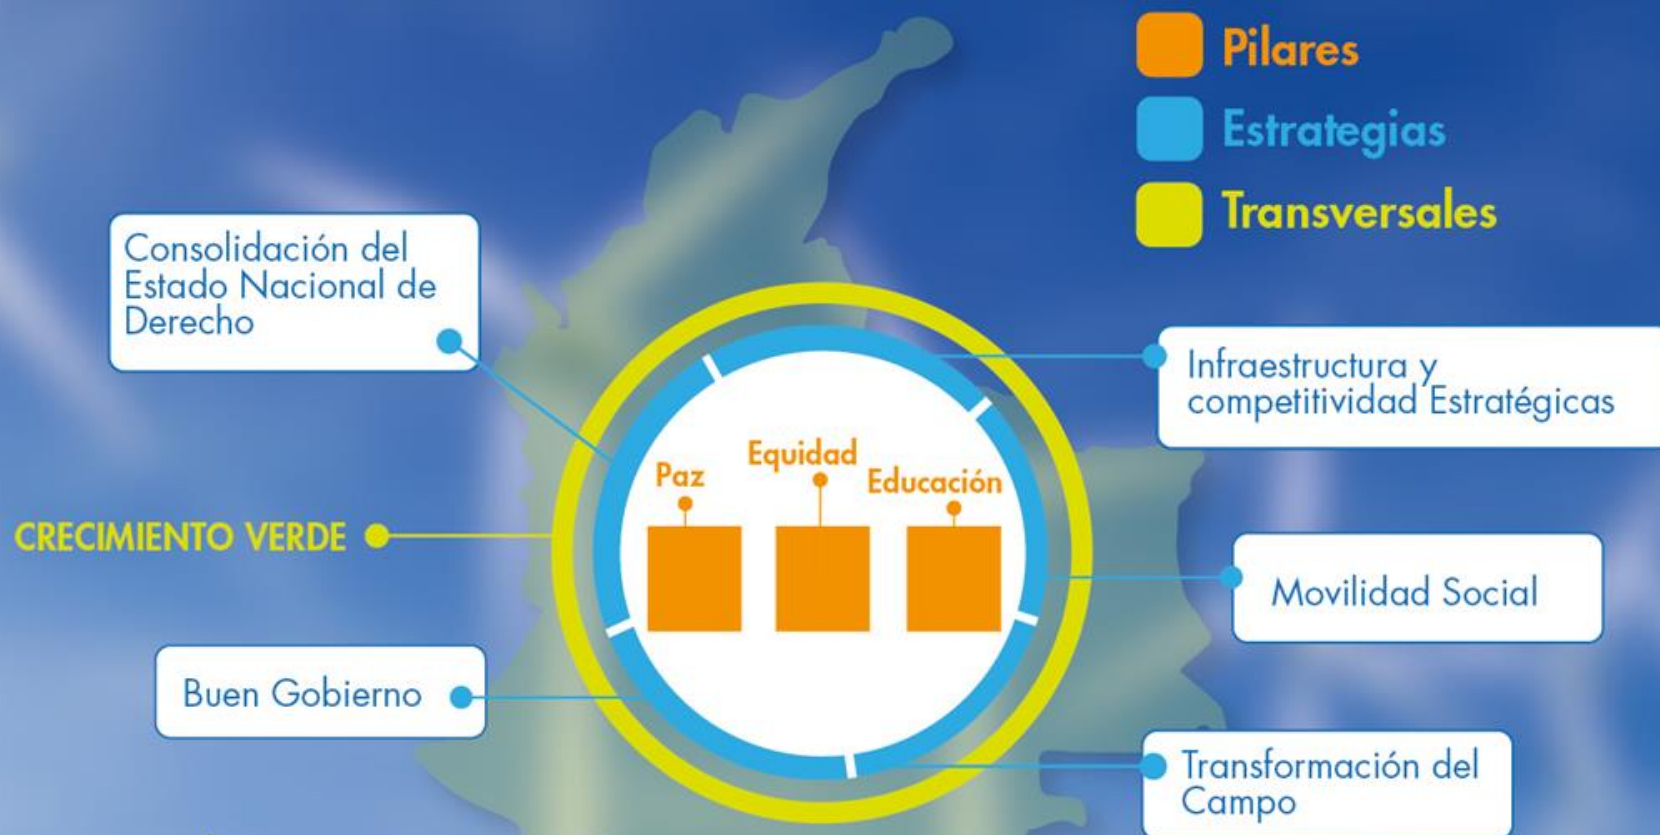 Pilares
Estrategias
Transversales
Consolidación del
Estado Nacional de
Derecho
Infraestructura y
competitividad Estratégicas
Equidad
Paz
Educación
CRECIMIENTO VERDE
Movilidad Social
Buen Gobierno
Transformación del
Campo